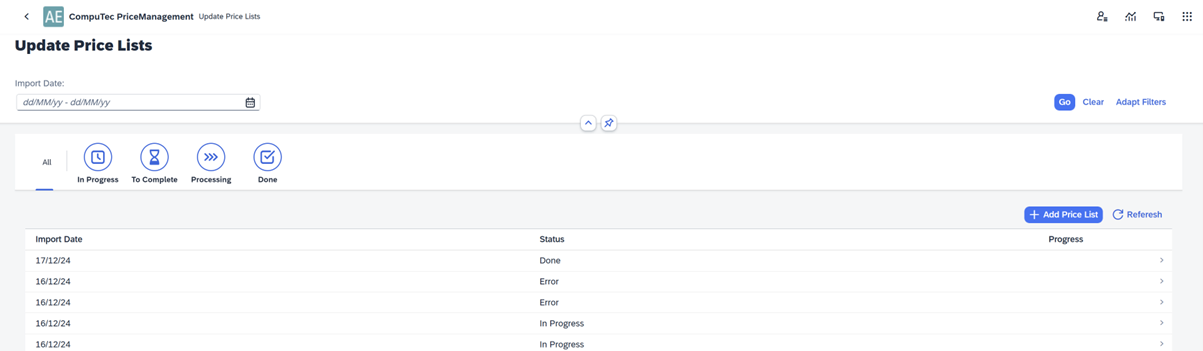 AE CompuTec PriceManagement Update Price Lists
Update Price Lists
Import Date:
dd/MM/yy - dd/MM/yy
Go Clear Adapt Filters
All In Progress To Complete Processing Done
Add Price List Referesh
Import Date Status Progress
17/12/24 Done
16/12/24 Error
16/12/24 Error
16/12/24 In Progress
16/12/24 In Progress